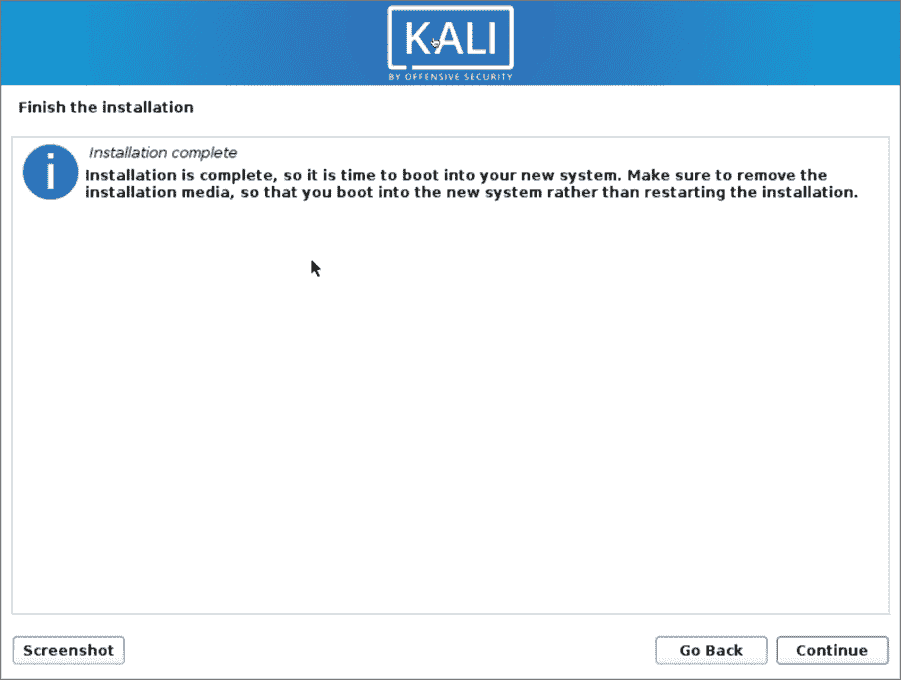 KALI
BY OFFENSIVE SECURITY
Finish the installation
Installation complete
Installation is complete, so it is time to boot into your new system. Make sure to remove the
installation media, so that you boot into the new system rather than restarting the installation.
Screenshot
Go Back
Continue